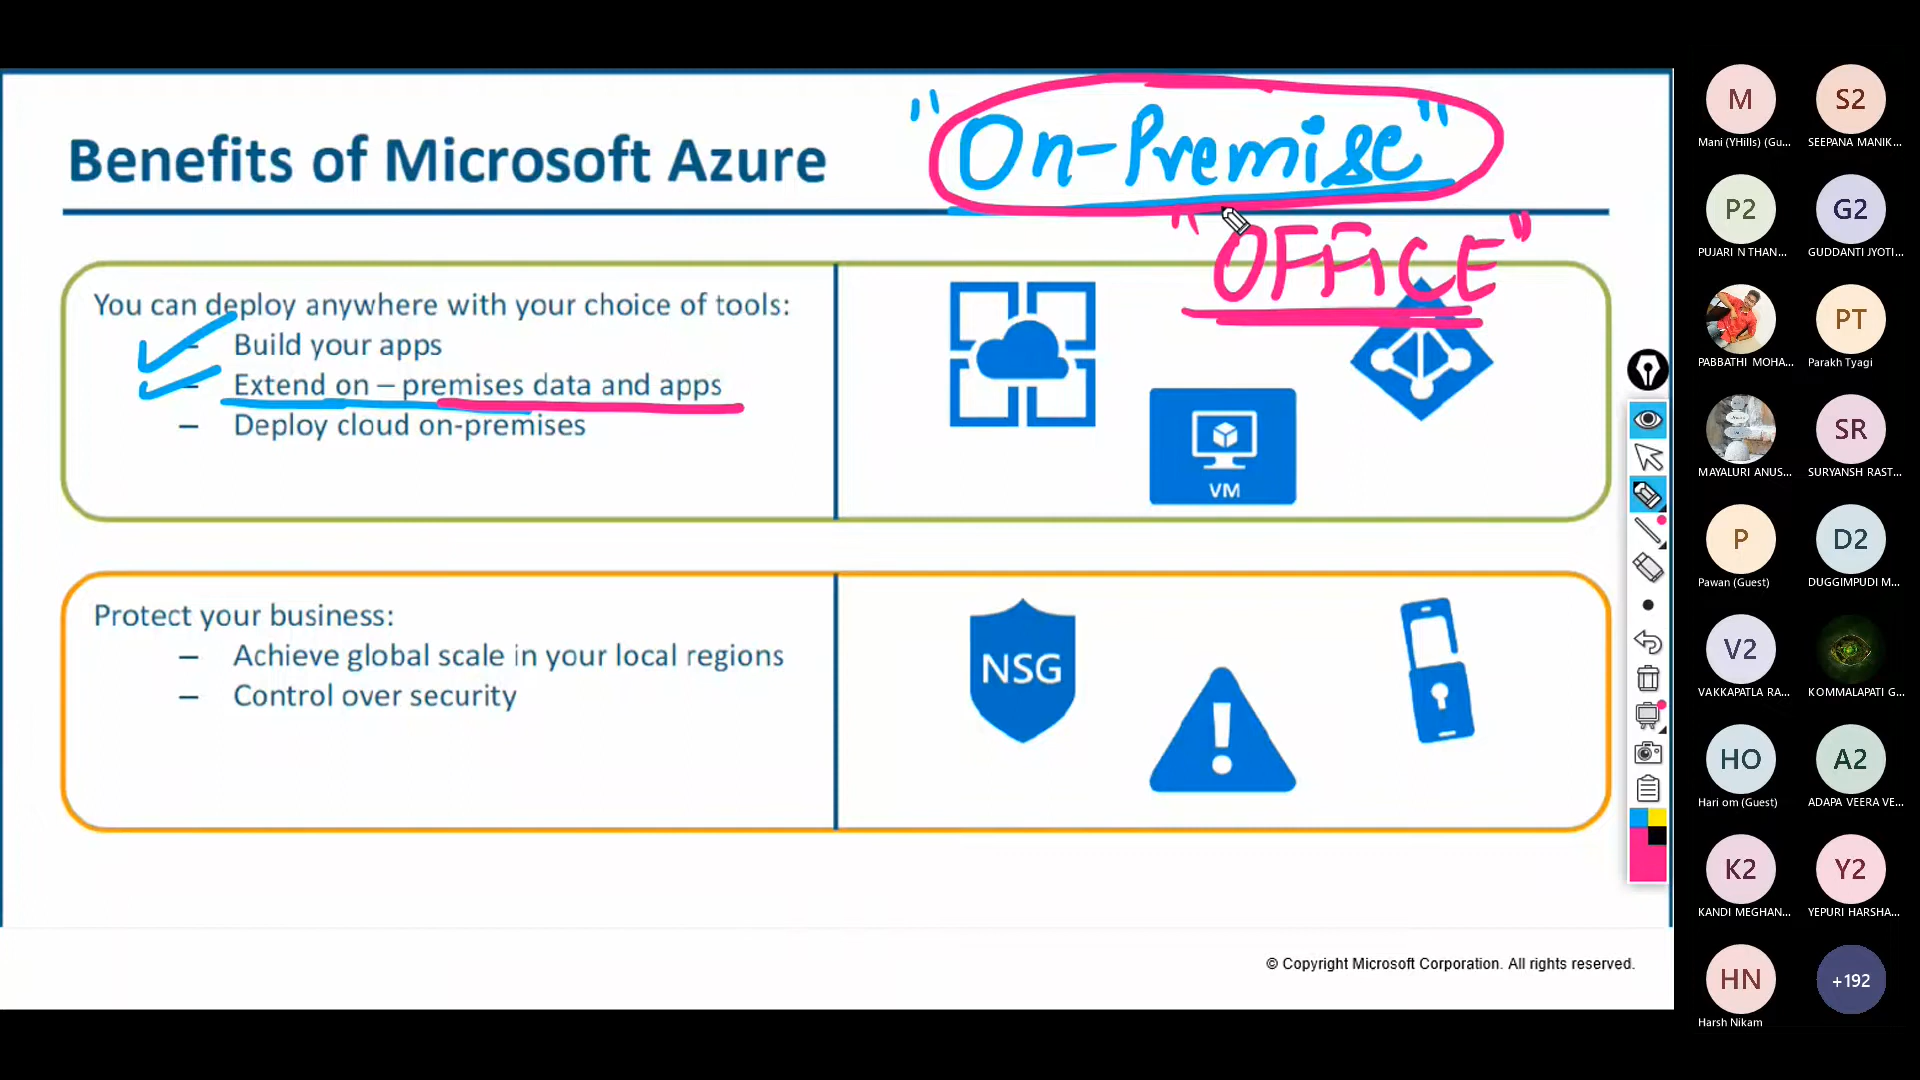 Benefits of Microsoft Azure
"On-Premise"
"OFFiCE"
You can deploy anywhere with your choice of tools:
– Build your apps
– Extend on – premises data and apps
– Deploy cloud on-premises
VM
Protect your business:
– Achieve global scale in your local regions
– Control over security
NSG
!
© Copyright Microsoft Corporation. All rights reserved.
M S2
Mani (YHills) (Gu... SEEPANA MANIK...
P2 G2
PUJARI N THAN... GUDDANTI JYOTI...
PT
PABBATHI MOHA... Parakh Tyagi
SR
MAYALURI ANUS... SURYANSH RAST...
P D2
Pawan (Guest) DUGGIMPUDI M...
V2
VAKKAPATLA RA... KOMMALAPATI G...
HO A2
Hari om (Guest) ADAPA VEERA VE...
K2 Y2
KANDI MEGHAN... YEPURI HARSHA...
HN +192
Harsh Nikam